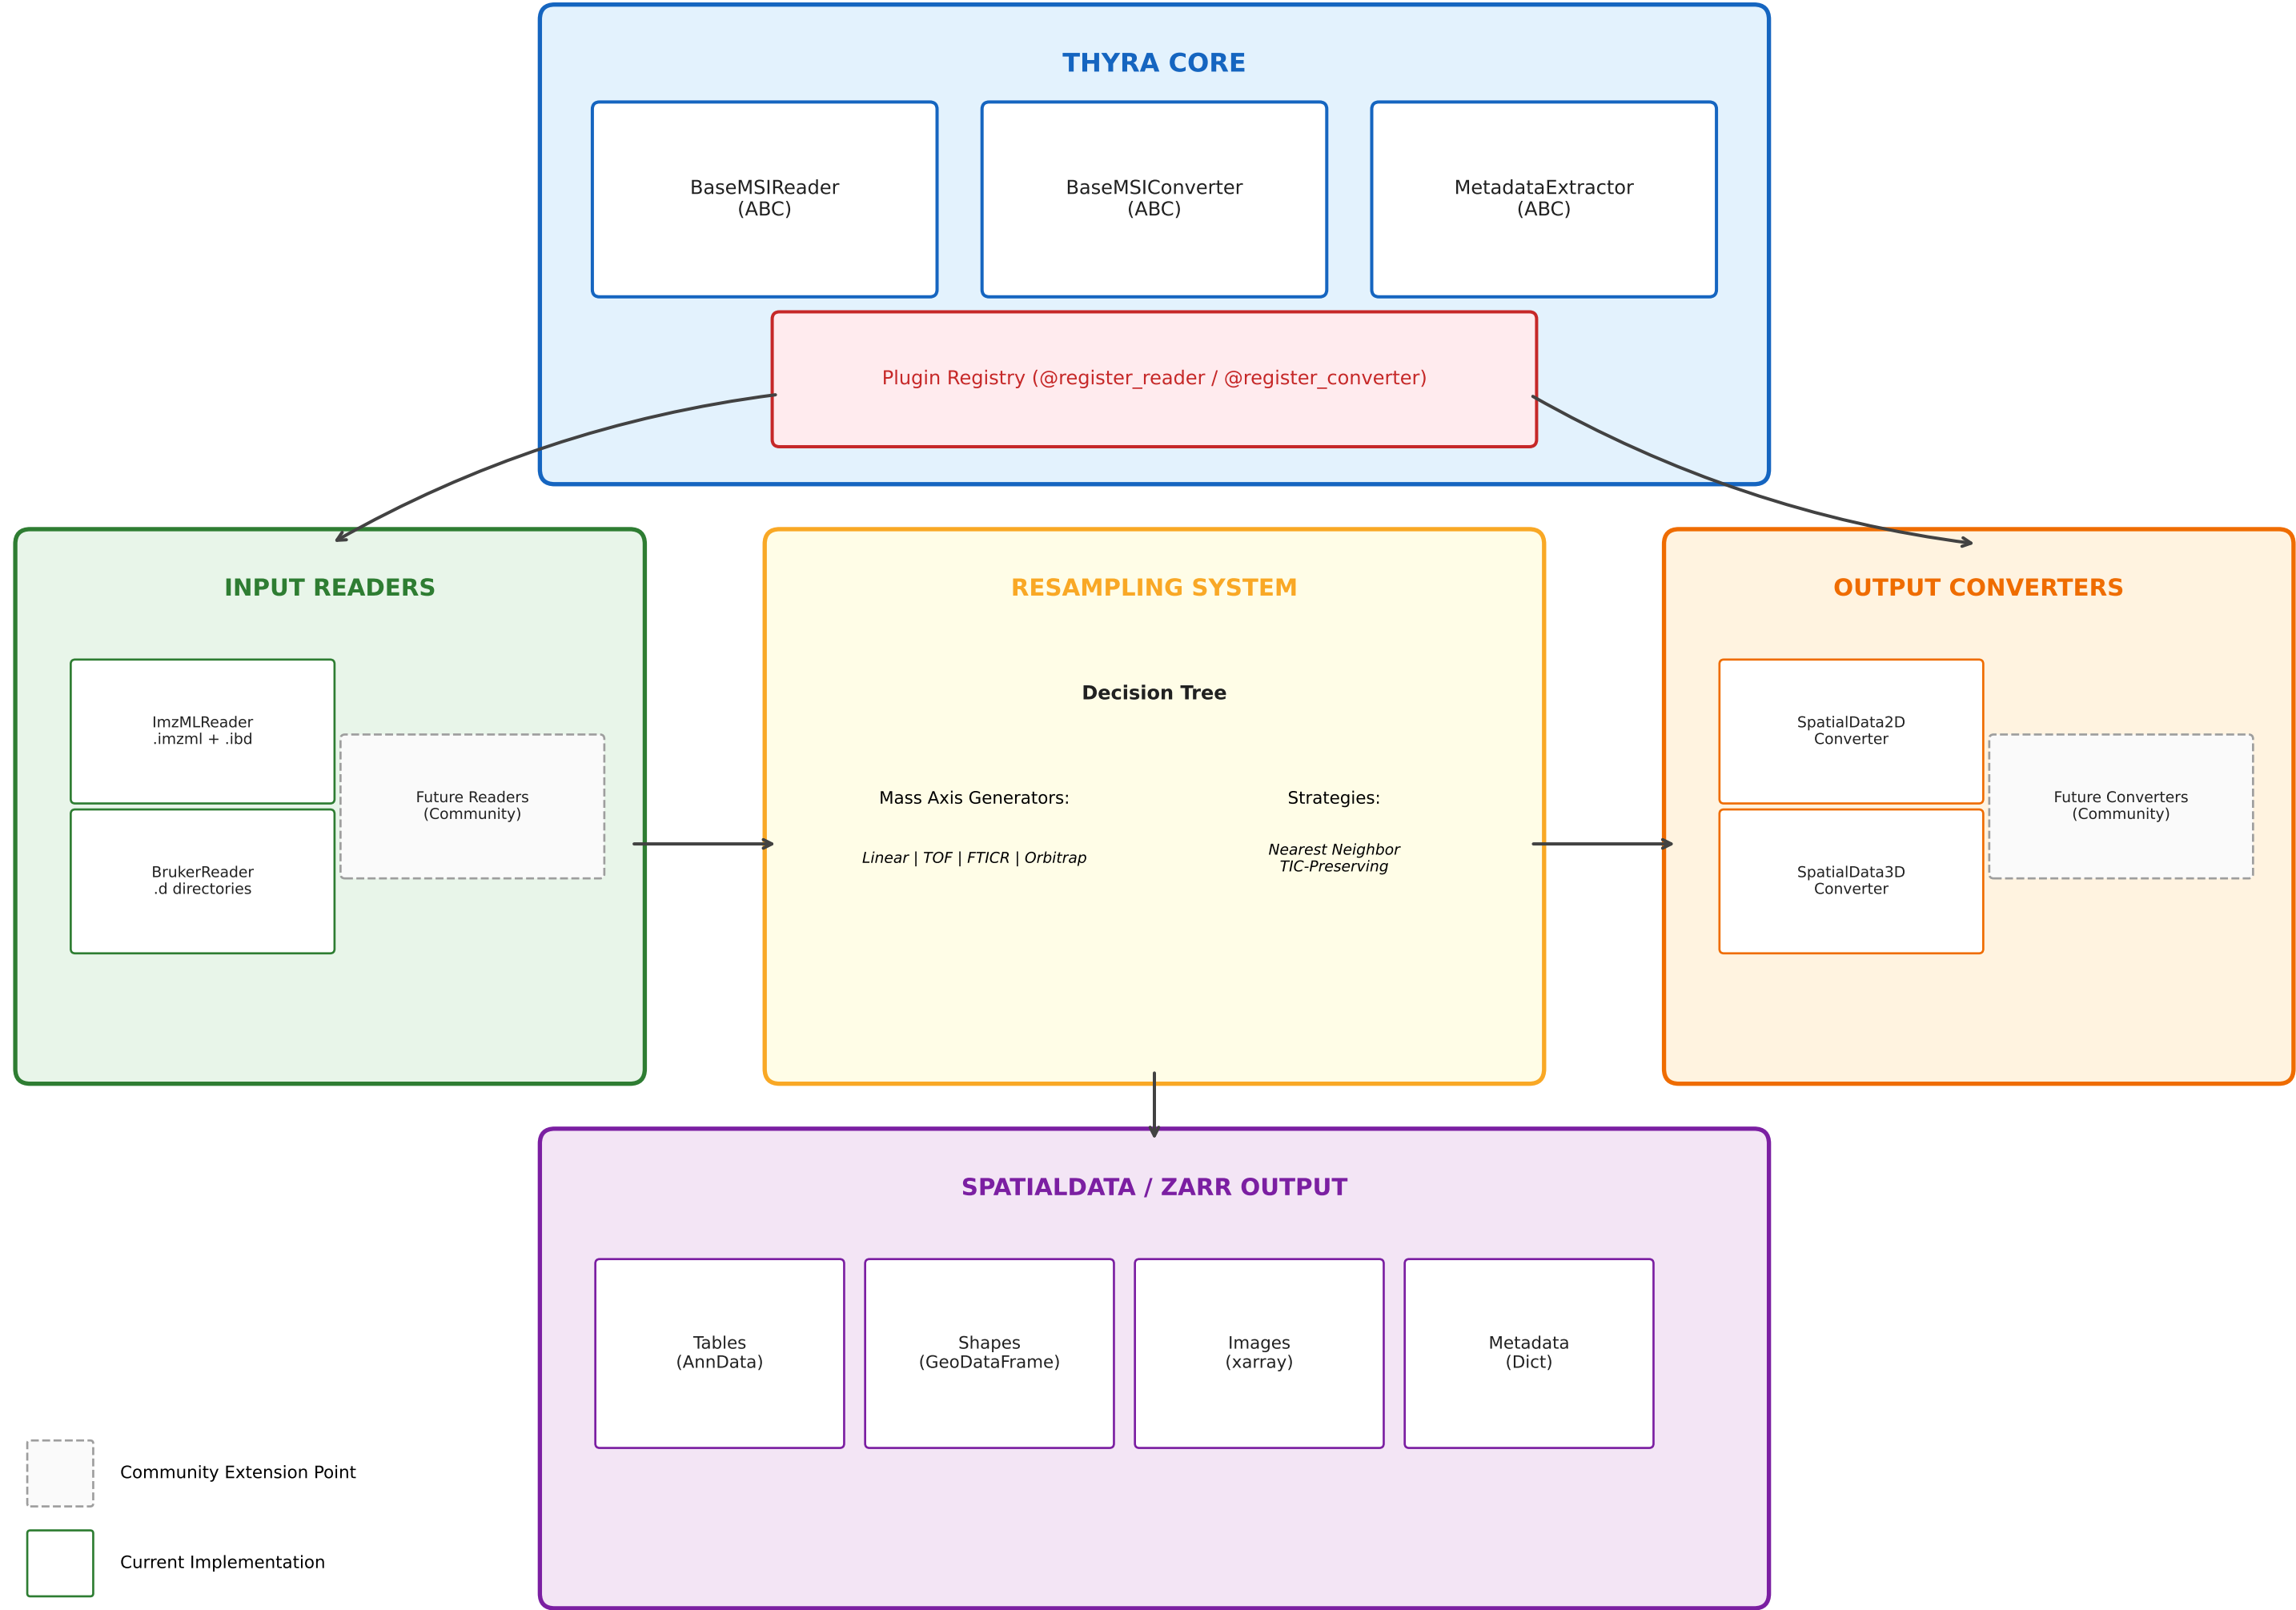 THYRA CORE
BaseMSIReader
(ABC)
BaseMSIConverter
(ABC)
MetadataExtractor
(ABC)
Plugin Registry (@register_reader / @register_converter)
INPUT READERS
ImzMLReader
.imzml + .ibd
BrukerReader
.d directories
Future Readers
(Community)
RESAMPLING SYSTEM
Decision Tree
Mass Axis Generators:
Linear | TOF | FTICR | Orbitrap
Strategies:
Nearest Neighbor
TIC-Preserving
OUTPUT CONVERTERS
SpatialData2D
Converter
SpatialData3D
Converter
Future Converters
(Community)
SPATIALDATA / ZARR OUTPUT
Tables
(AnnData)
Shapes
(GeoDataFrame)
Images
(xarray)
Metadata
(Dict)
Community Extension Point
Current Implementation